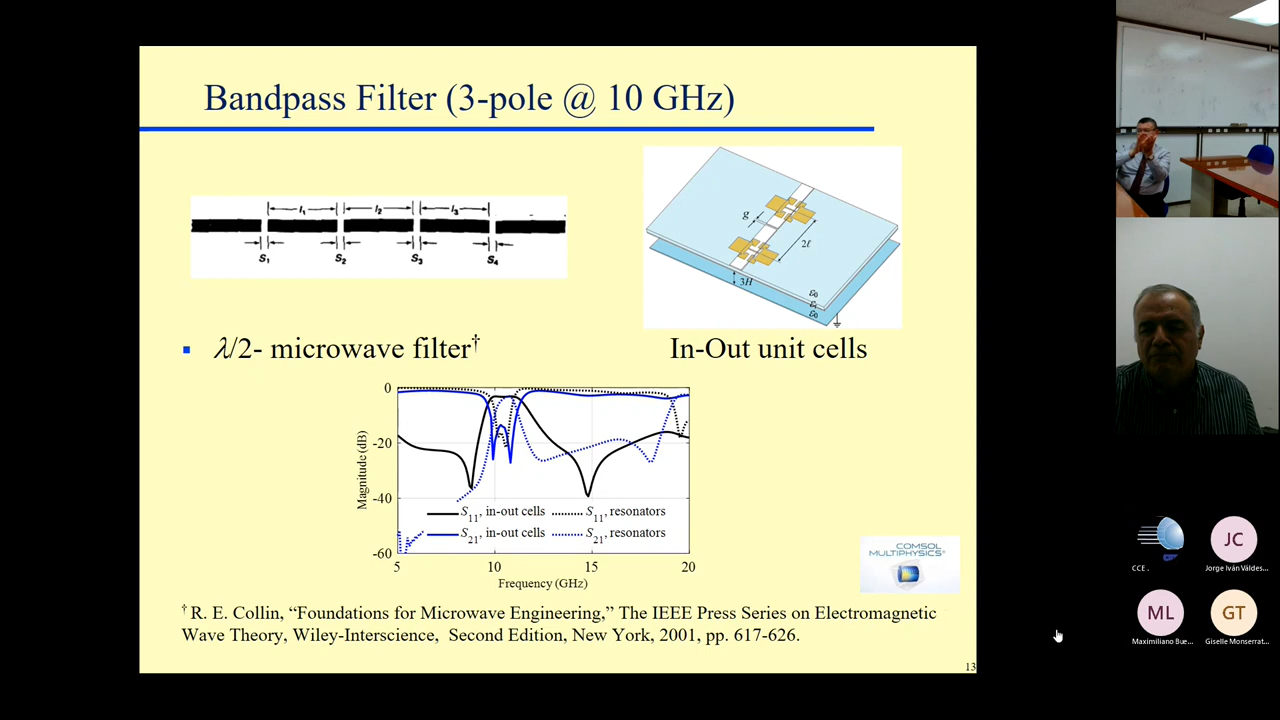 Bandpass Filter (3-pole @ 10 GHz)
l1 l2 l3
S1 S2 S3 S4
g
2ℓ
3H
ε0
ε0
λ/2- microwave filter†
In-Out unit cells
0
-20
-40
-60
Magnitude (dB)
S11, in-out cells S11, resonators
S21, in-out cells S21, resonators
5 10 15 20
Frequency (GHz)
COMSOL
MULTIPHYSICS®
† R. E. Collin, “Foundations for Microwave Engineering,” The IEEE Press Series on Electromagnetic
Wave Theory, Wiley-Interscience, Second Edition, New York, 2001, pp. 617-626.
13
JC
CCE .
Jorge Iván Váldes...
ML
GT
Maximiliano Bue...
Giselle Monserrat...